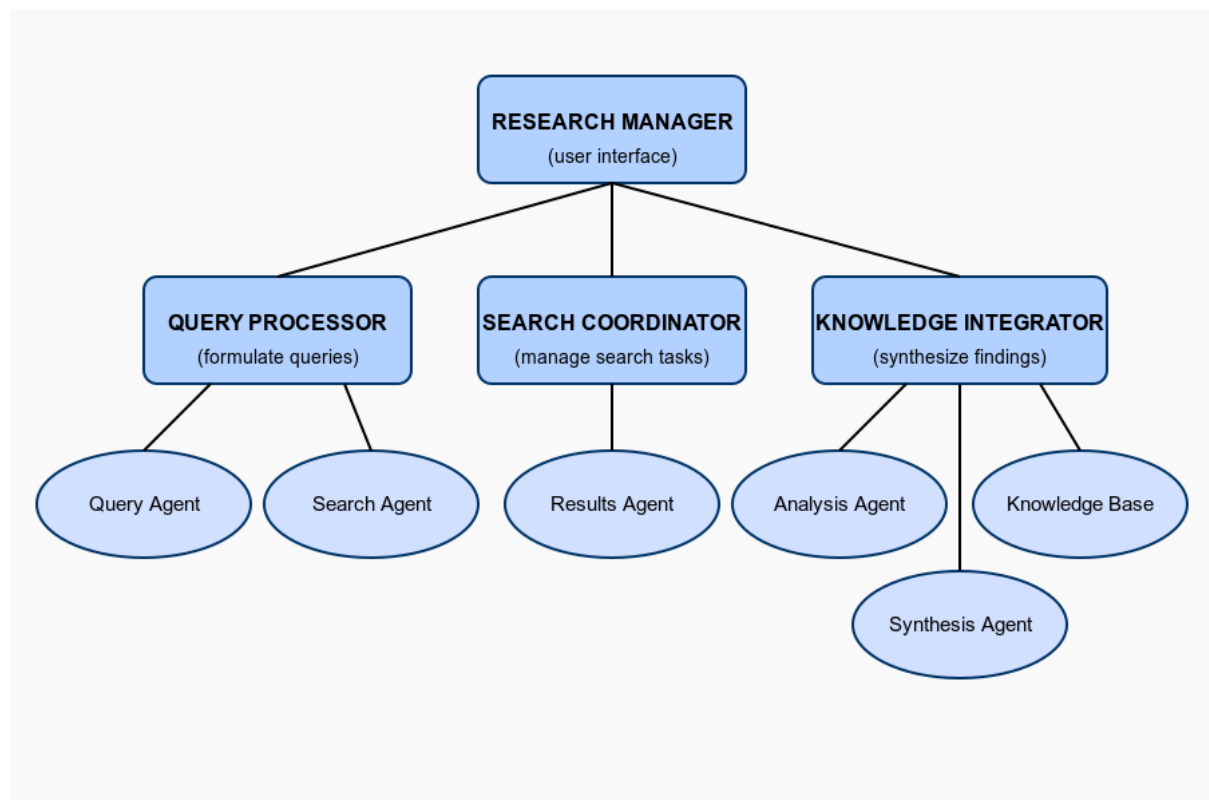 RESEARCH MANAGER
(user interface)
QUERY PROCESSOR
(formulate queries)
SEARCH COORDINATOR
(manage search tasks)
KNOWLEDGE INTEGRATOR
(synthesize findings)
Query Agent
Search Agent
Results Agent
Analysis Agent
Knowledge Base
Synthesis Agent